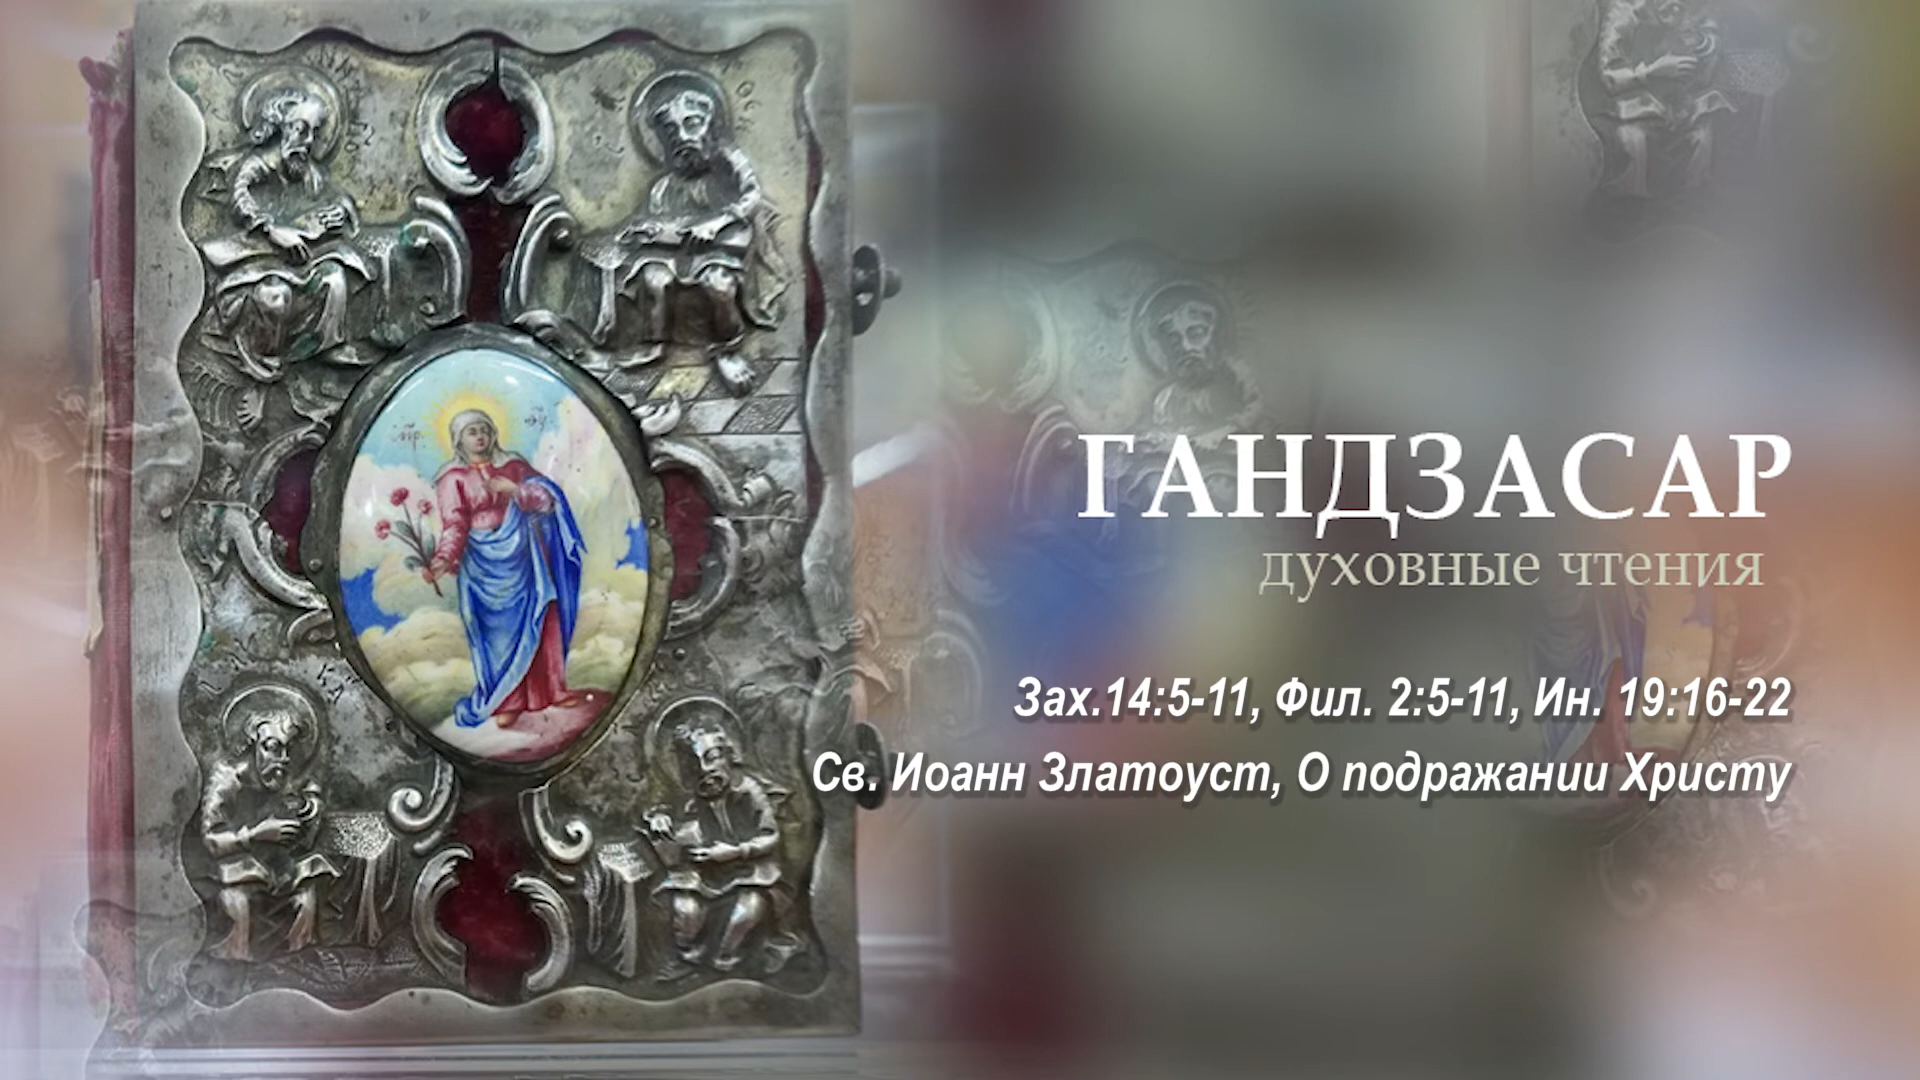 ГАНДЗАСАР
духовные чтения
Зах.14:5-11, Фил. 2:5-11, Ин. 19:16-22
Св. Иоанн Златоуст, О подражании Христу